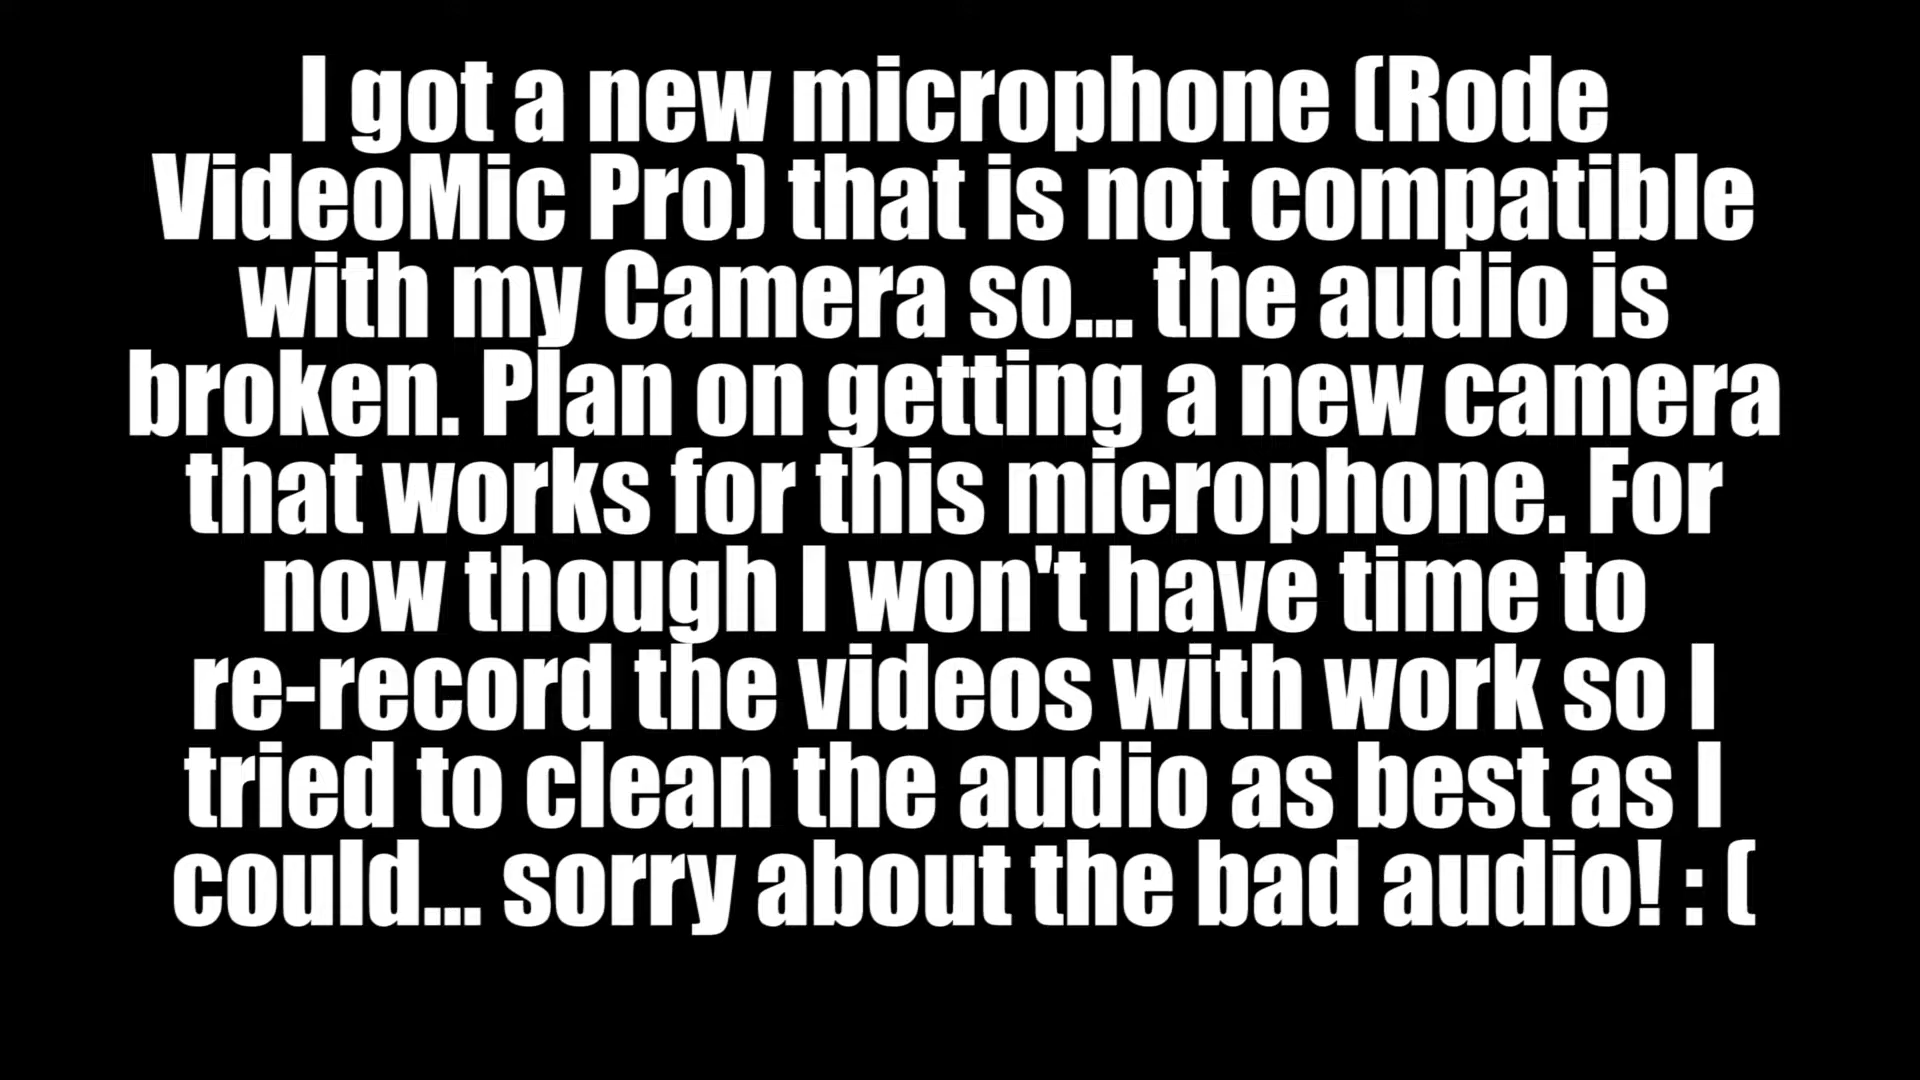 I got a new microphone (Rode
VideoMic Pro) that is not compatible
with my Camera so... the audio is
broken. Plan on getting a new camera
that works for this microphone. For
now though I won't have time to
re-record the videos with work so I
tried to clean the audio as best as I
could... sorry about the bad audio! : (